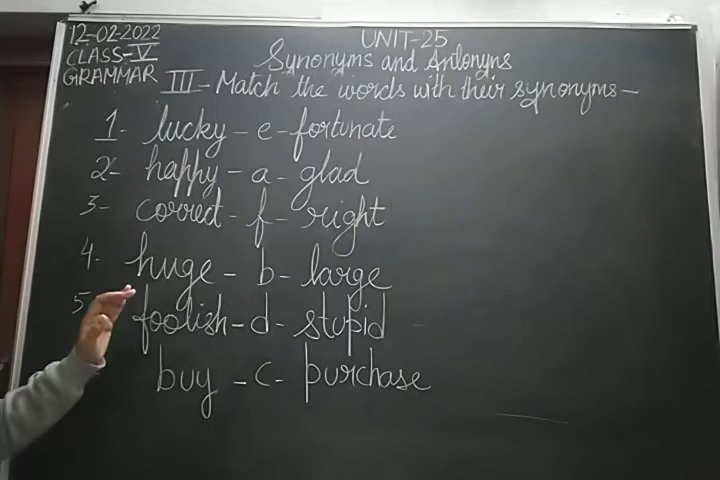 12-02-2022
CLASS-V
GRAMMAR
UNIT-25
Synonyms and Antonyms
III - Match the words with their synonyms -
1- lucky - e - fortunate
2- happy - a - glad
3- correct - f - right
4- huge - b - large
5- foolish - d - stupid
buy - c - purchase